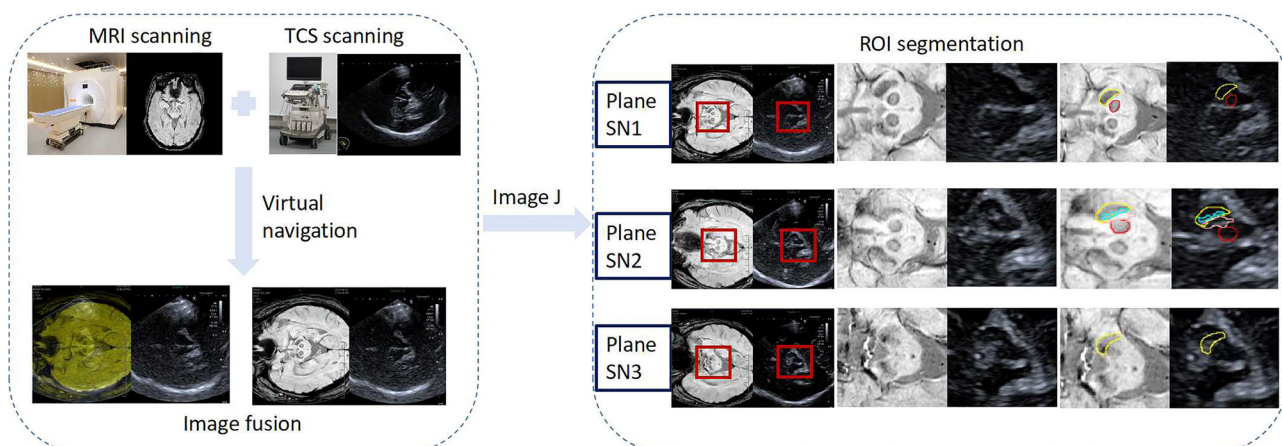 MRI scanning
TCS scanning
Virtual
navigation
Image fusion
Image J
ROI segmentation
Plane
SN1
Plane
SN2
Plane
SN3